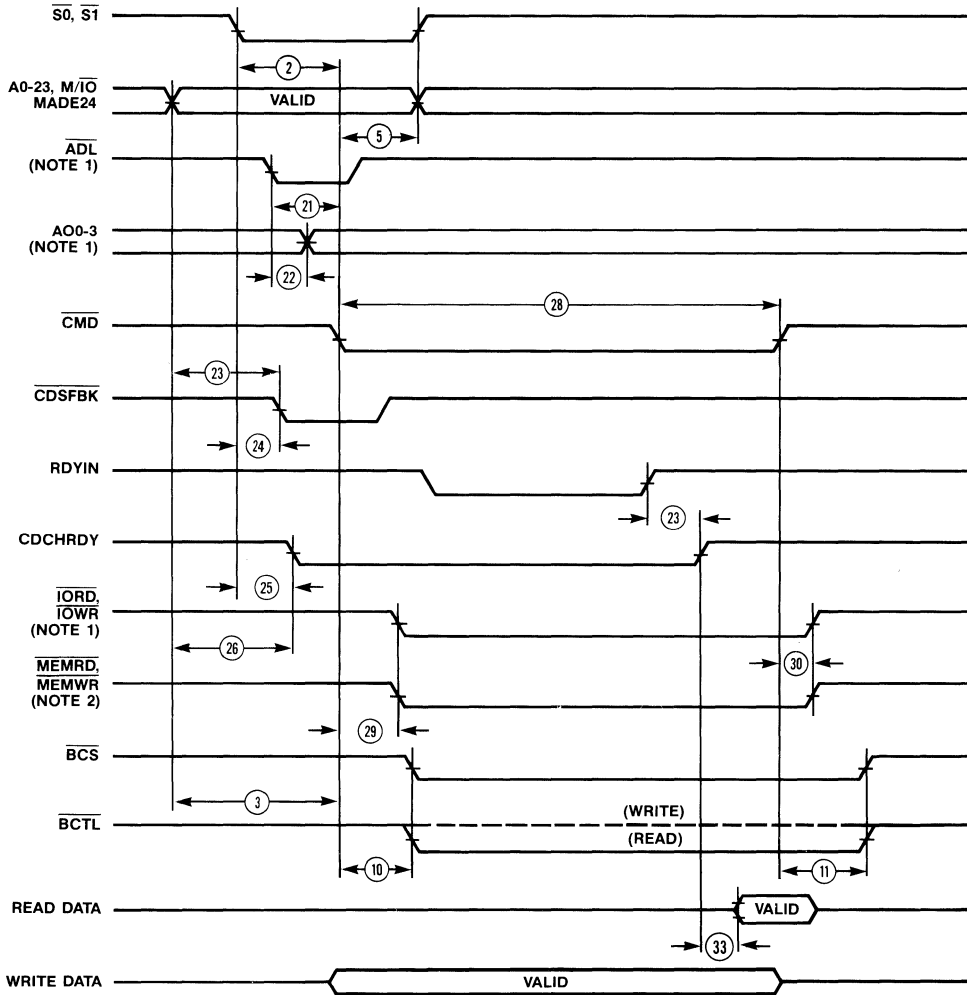 S0, S1
2
A0-23, M/IO
MADE24
VALID
5
ADL
(NOTE 1)
21
AO0-3
(NOTE 1)
22
28
CMD
23
CDSFBK
24
RDYIN
23
CDCHRDY
25
IORD,
IOWR
(NOTE 1)
26
30
MEMRD,
MEMWR
(NOTE 2)
29
BCS
3
(WRITE)
BCTL
(READ)
10
11
READ DATA
VALID
33
WRITE DATA
VALID